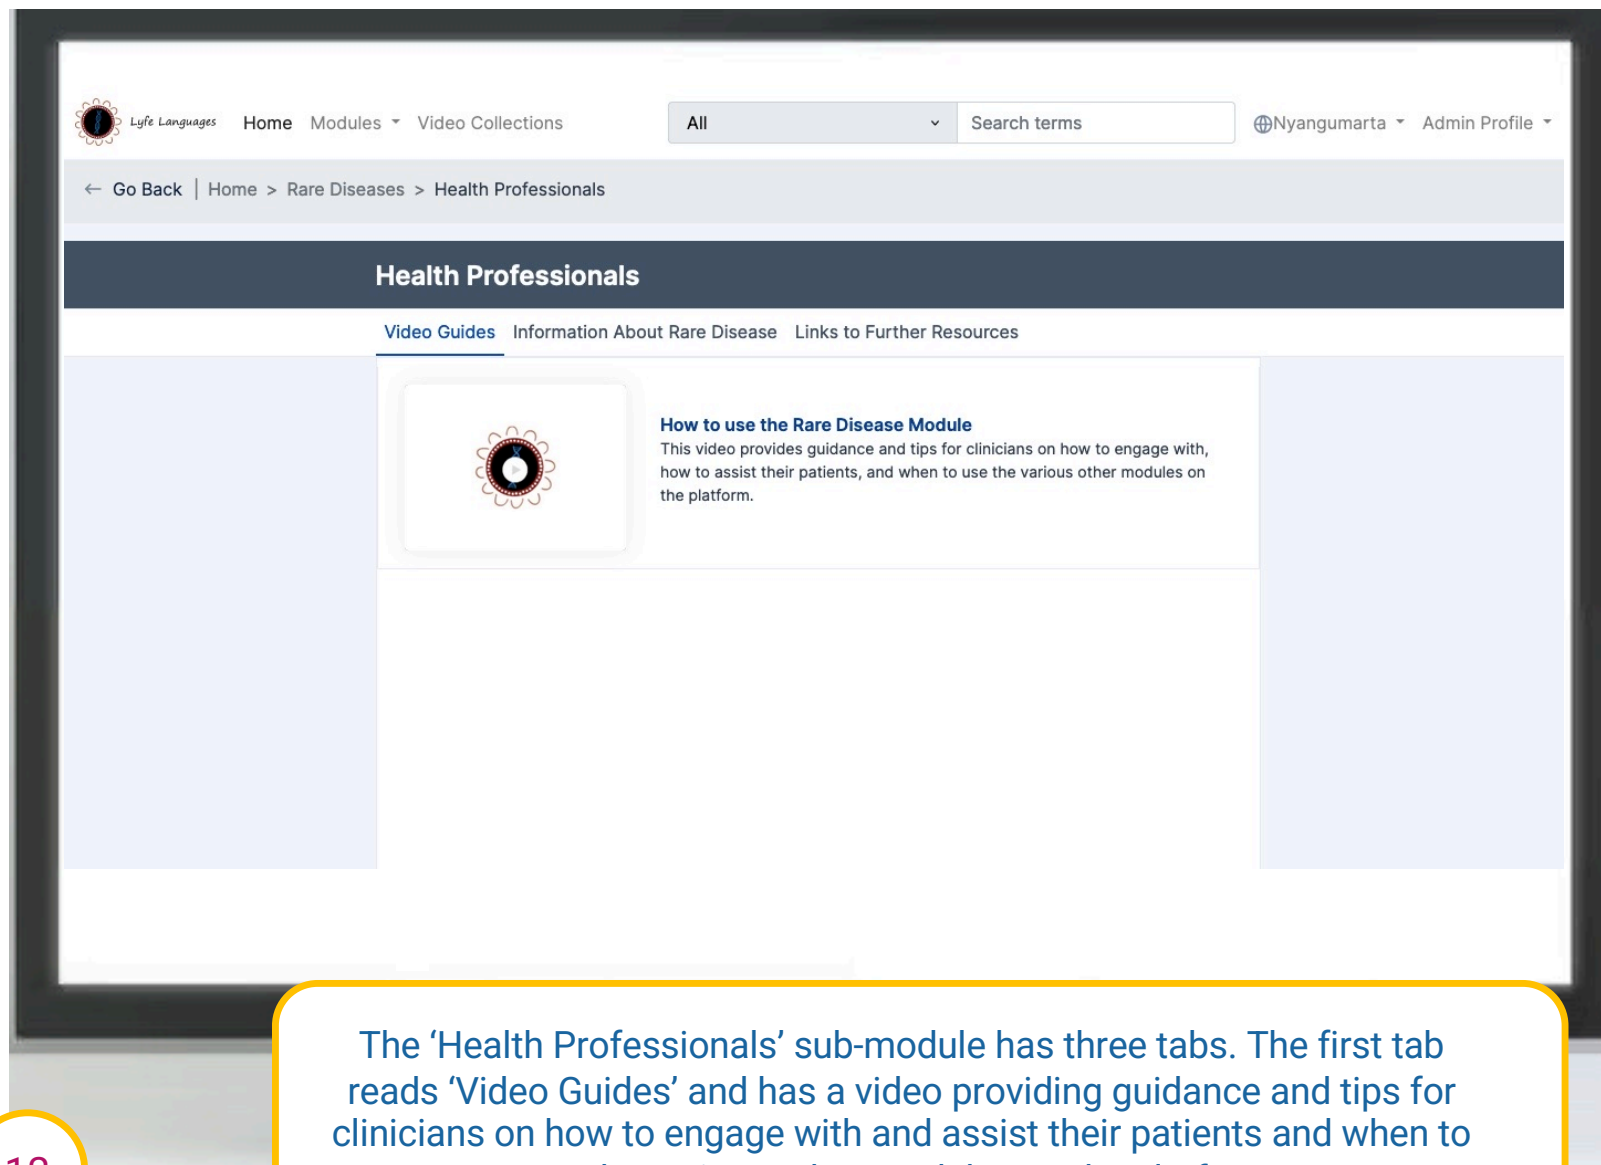 Lyfe Languages
Home Modules Video Collections
All
Search terms
Nyangumarta Admin Profile
← Go Back | Home > Rare Diseases > Health Professionals
Health Professionals
Video Guides Information About Rare Disease Links to Further Resources
How to use the Rare Disease Module
This video provides guidance and tips for clinicians on how to engage with,
how to assist their patients, and when to use the various other modules on
the platform.
The ‘Health Professionals’ sub-module has three tabs. The first tab
reads ‘Video Guides’ and has a video providing guidance and tips for
clinicians on how to engage with and assist their patients and when to